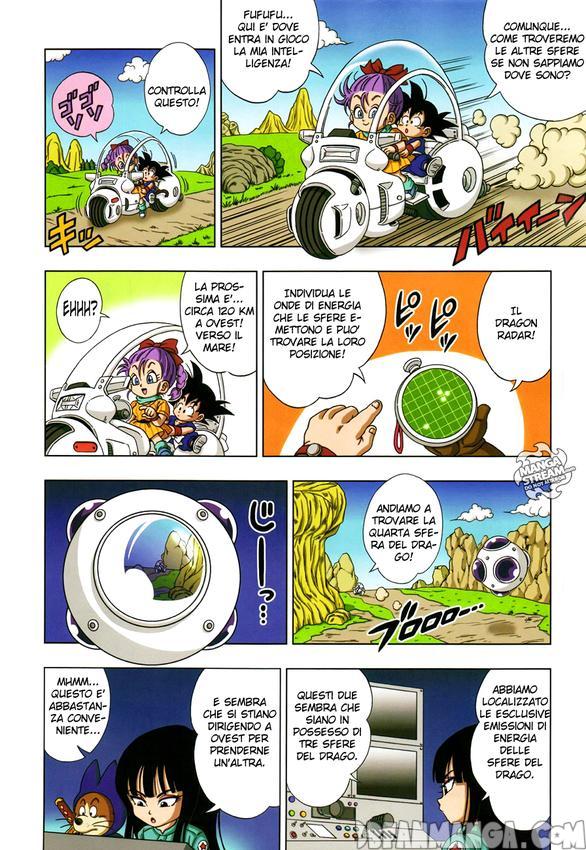 COMUNQUE...
COME TROVEREMO
LE ALTRE SFERE
SE NON SAPPIAMO
DOVE SONO?
FUFUFU...
QUI E' DOVE
ENTRA IN
GIOCO LA
MIA INTEL-
LIGENZA!
バイィーン
CONTROLLA
QUESTO!
ゴソ
ゴソ
キッ
IL
DRAGON
RADAR!
ピピピ
INDIVIDUA LE
ONDE DI ENERGIA
CHE LE SFERE E-
METTONO E PUO'
TROVARE LA LORO
POSIZIONE!
LA PROS-
SIMA E'...
CIRCA 120 KM
A OVEST!
VERSO IL
MARE!
EHHH?
MANGA
STREAM
ANDIAMO A
TROVARE LA
QUARTA SFE-
RA DEL DRA-
GO!
ブロロロ...
じーっ...
ABBIAMO
LOCALIZZATO
LE ESCLUSIVE
EMISSIONI DI
ENERGIA
DELLE SFERE
DEL DRAGO.
QUESTI DUE
SEMBRA CHE
SIANO IN
POSSESSO DI
TRE SFERE
DEL DRAGO.
E SEMBRA
CHE SI STIANO
DIRIGENDO A
OVEST PER
PRENDERNE
UN'ALTRA.
MHMM...
QUESTO E'
ABBASTAN-
ZA CONVE-
NIENTE...
DBFANMANGA.COM